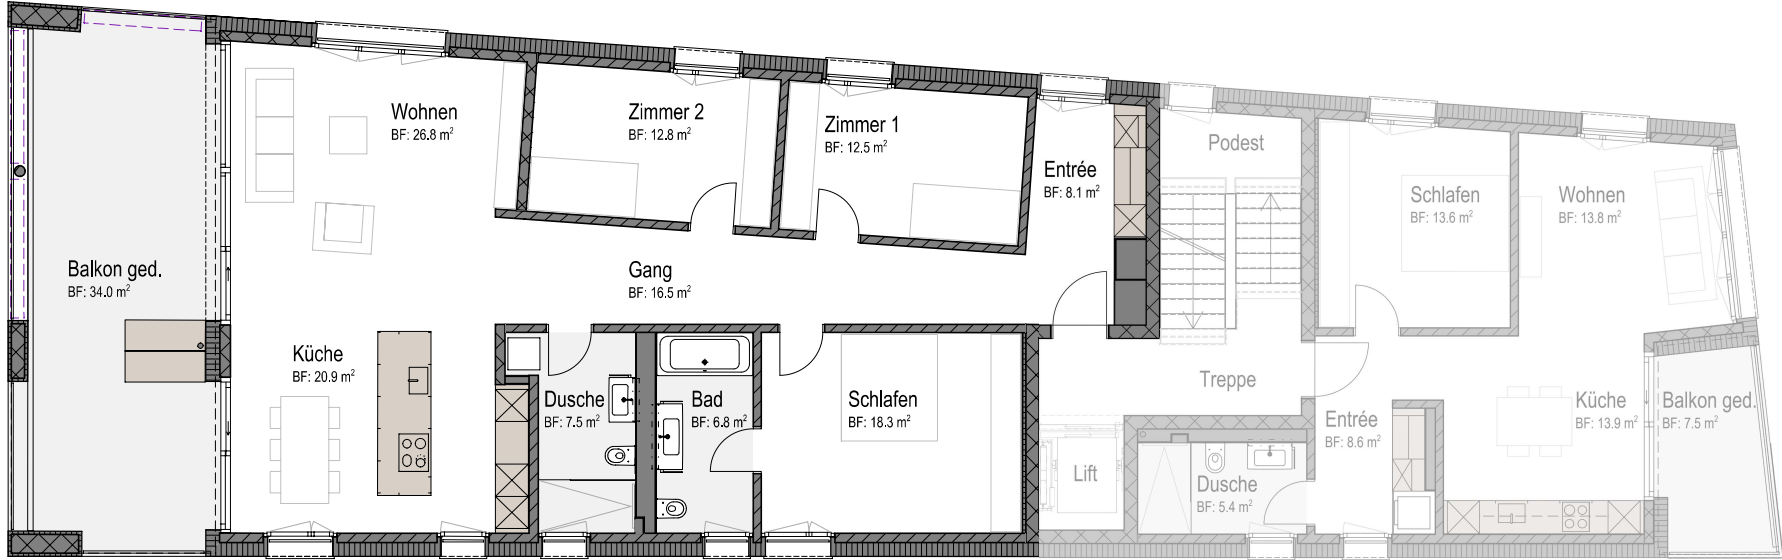 Balkon ged.
BF: 34.0 m²
Wohnen
BF: 26.8 m²
Zimmer 2
BF: 12.8 m²
Zimmer 1
BF: 12.5 m²
Entrée
BF: 8.1 m²
Gang
BF: 16.5 m²
Küche
BF: 20.9 m²
Dusche
BF: 7.5 m²
Bad
BF: 6.8 m²
Schlafen
BF: 18.3 m²
Podest
Treppe
Lift
Schlafen
BF: 13.6 m²
Wohnen
BF: 13.8 m²
Entrée
BF: 8.6 m²
Dusche
BF: 5.4 m²
Küche
BF: 13.9 m²
Balkon ged.
BF: 7.5 m²